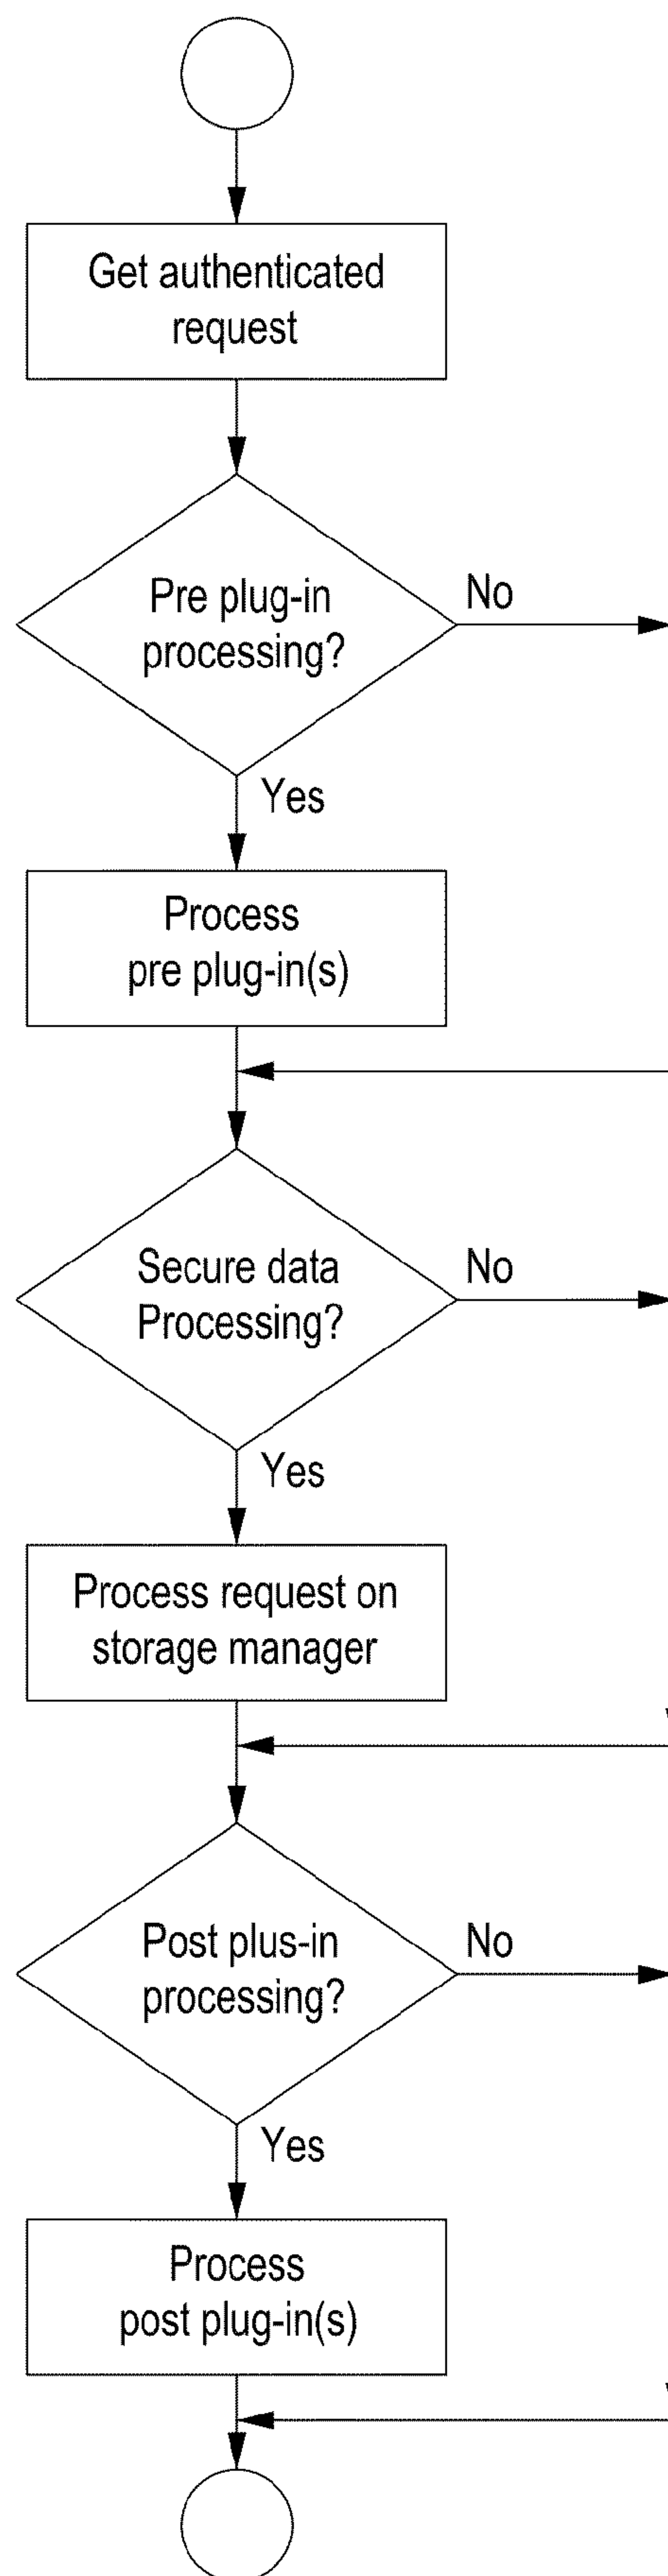 Get authenticated
request
Pre plug-in
processing?
No
Yes
Process
pre plug-in(s)
Secure data
Processing?
No
Yes
Process request on
storage manager
Post plus-in
processing?
No
Yes
Process
post plug-in(s)